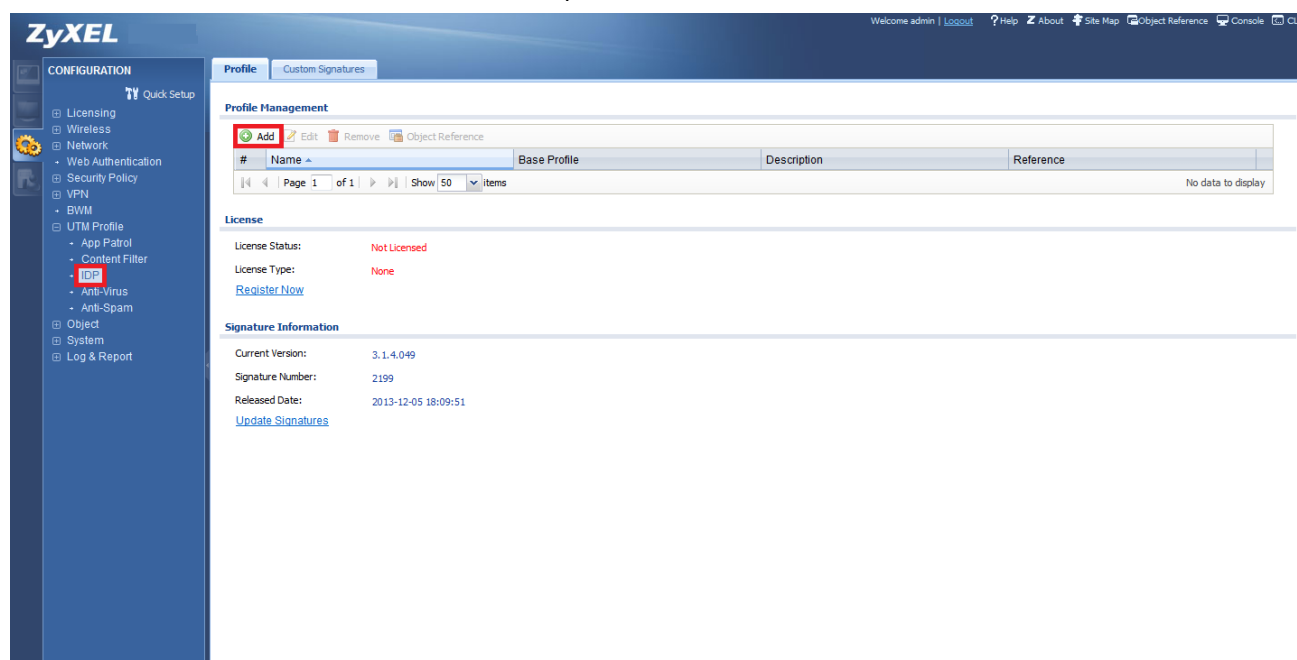 ZyXEL
Welcome admin | Logout ? Help Z About Site Map Object Reference Console CL
CONFIGURATION
Quick Setup
Licensing
Wireless
Network
Web Authentication
Security Policy
VPN
BWM
UTM Profile
App Patrol
Content Filter
IDP
Anti-Virus
Anti-Spam
Object
System
Log & Report
Profile Custom Signatures
Profile Management
Add Edit Remove Object Reference
# Name Base Profile Description Reference
Page 1 of 1 Show 50 items No data to display
License
License Status: Not Licensed
License Type: None
Register Now
Signature Information
Current Version: 3.1.4.049
Signature Number: 2199
Released Date: 2013-12-05 18:09:51
Update Signatures